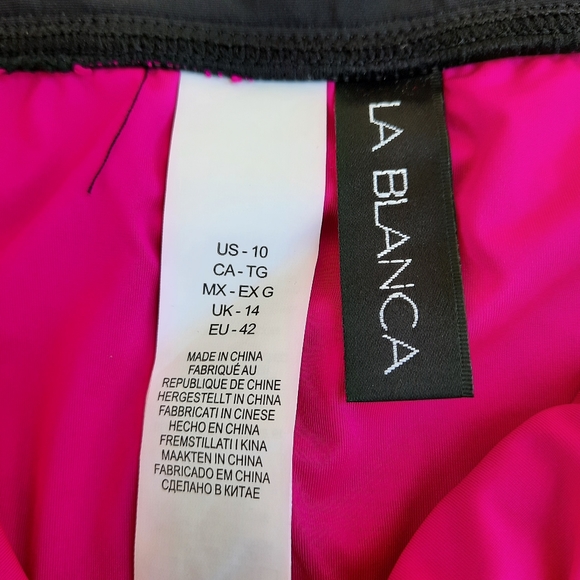 US - 10
CA - TG
MX - EX G
UK - 14
EU - 42
MADE IN CHINA
FABRIQUÉ AU
REPUBLIQUE DE CHINE
HERGESTELLT IN CHINA
FABBRICATI IN CINESE
HECHO EN CHINA
FREMSTILLATI I KINA
MAAKTEN IN CHINA
FABRICADO EM CHINA
СДЕЛАНО В КИТАЕ
LA BLANCA